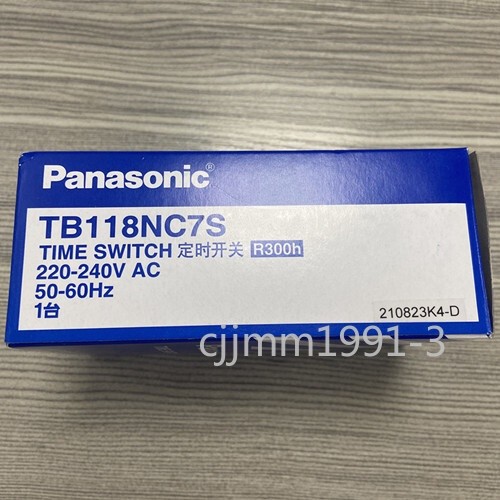 Panasonic®
TB118NC7S
TIME SWITCH 定时开关 R300h
220-240V AC
50-60Hz
1台
210823K4-D
cjjmm1991-3